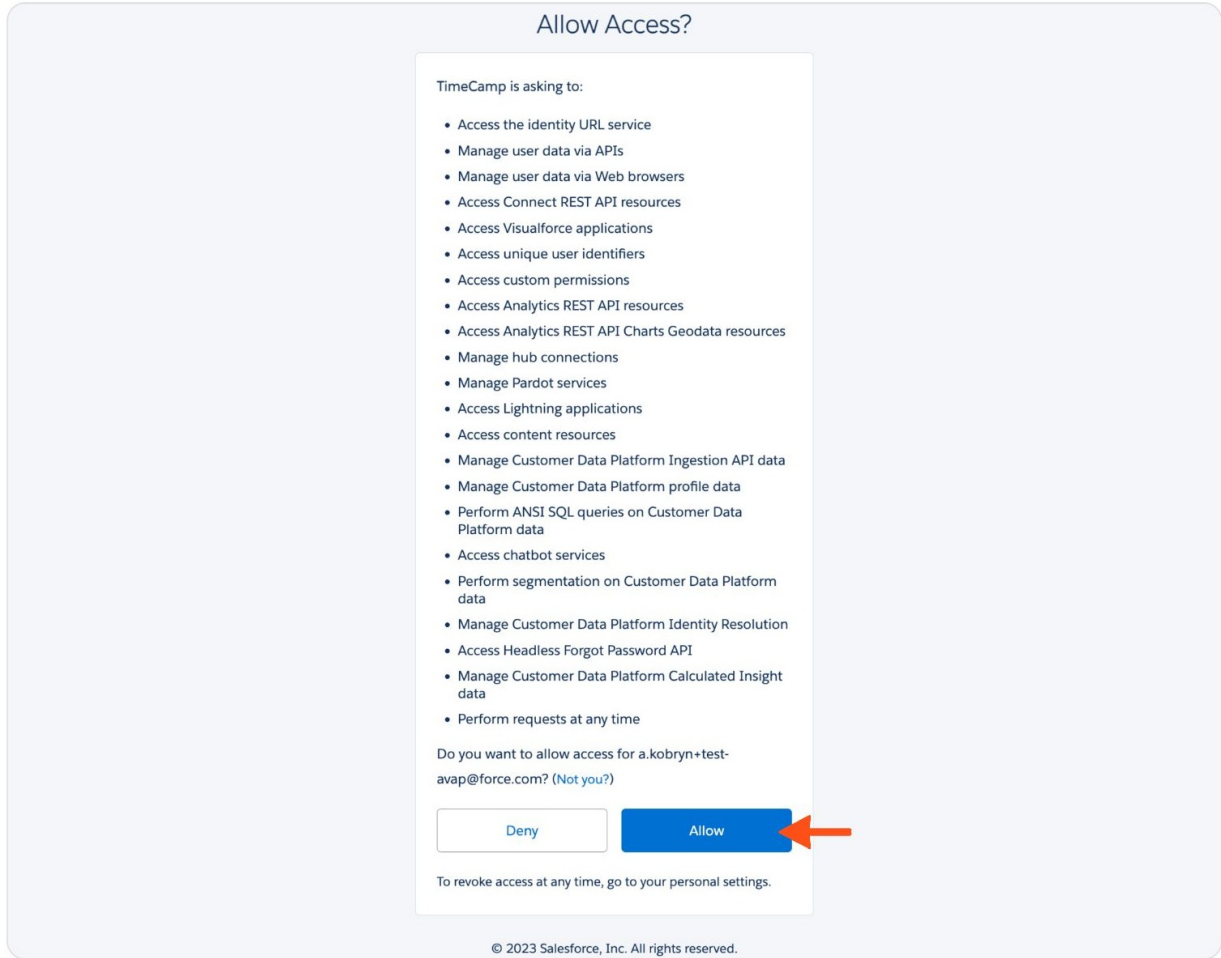 Allow Access?
TimeCamp is asking to:
• Access the identity URL service
• Manage user data via APIs
• Manage user data via Web browsers
• Access Connect REST API resources
• Access Visualforce applications
• Access unique user identifiers
• Access custom permissions
• Access Analytics REST API resources
• Access Analytics REST API Charts Geodata resources
• Manage hub connections
• Manage Pardot services
• Access Lightning applications
• Access content resources
• Manage Customer Data Platform Ingestion API data
• Manage Customer Data Platform profile data
• Perform ANSI SQL queries on Customer Data
Platform data
• Access chatbot services
• Perform segmentation on Customer Data Platform
data
• Manage Customer Data Platform Identity Resolution
• Access Headless Forgot Password API
• Manage Customer Data Platform Calculated Insight
data
• Perform requests at any time
Do you want to allow access for a.kobryn+test-
avap@force.com? (Not you?)
Deny
Allow
To revoke access at any time, go to your personal settings.
© 2023 Salesforce, Inc. All rights reserved.